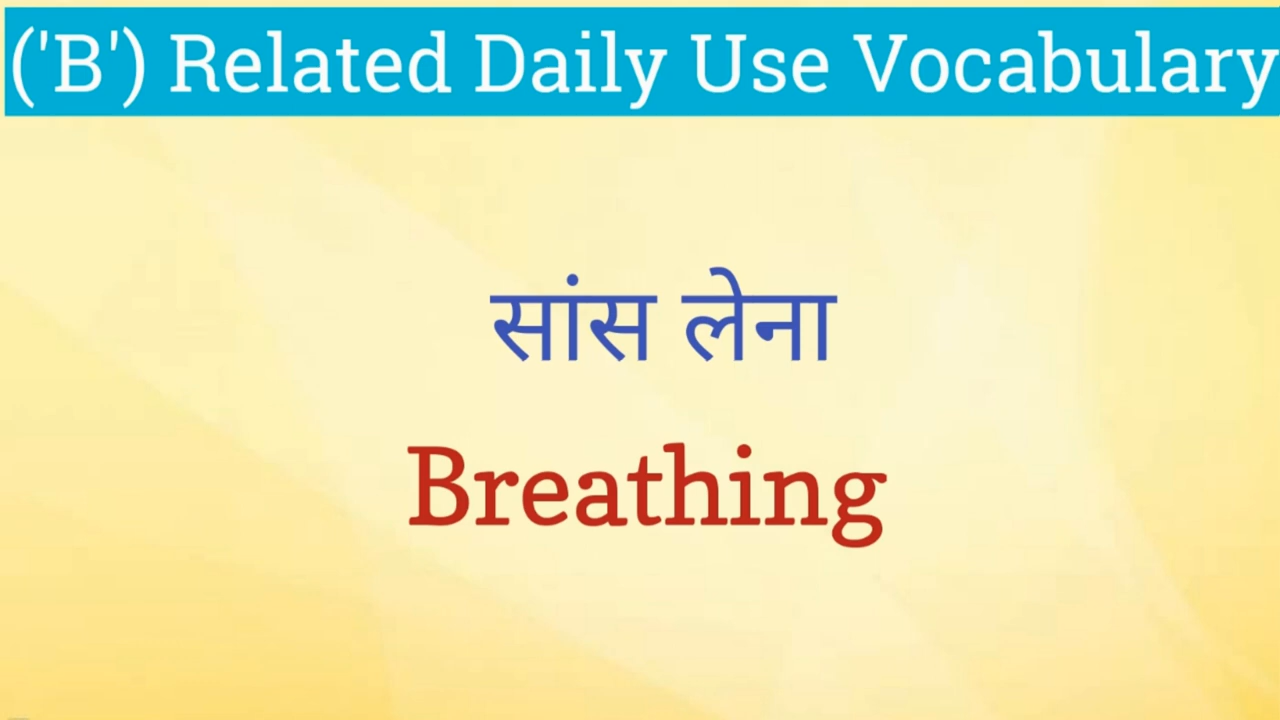 ('B') Related Daily Use Vocabulary
सांस लेना
Breathing